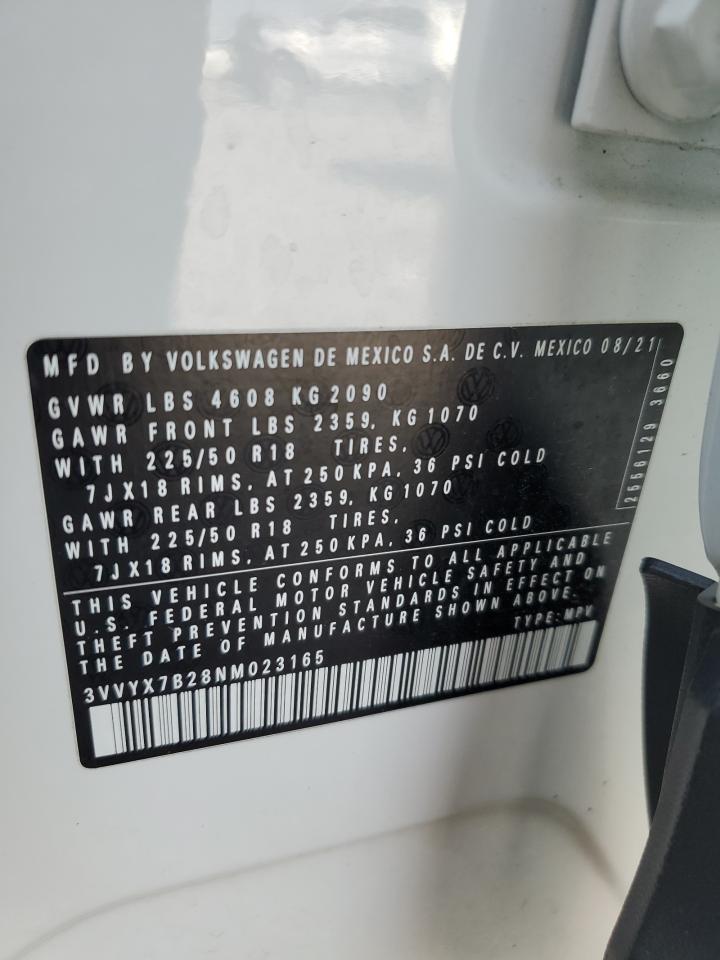 MFD BY VOLKSWAGEN DE MEXICO S.A. DE C.V. MEXICO 08/21
GVWR LBS 4608 KG 2090
GAWR FRONT LBS 2359, KG 1070
WITH 225/50 R18 TIRES,
7JX18 RIMS, AT 250 KPA, 36 PSI COLD
GAWR REAR LBS 2359, KG 1070
WITH 225/50 R18 TIRES,
7JX18 RIMS, AT 250 KPA, 36 PSI COLD
2556129 3660
THIS VEHICLE CONFORMS TO ALL APPLICABLE
U.S. FEDERAL MOTOR VEHICLE SAFETY AND
THEFT PREVENTION STANDARDS IN EFFECT ON
THE DATE OF MANUFACTURE SHOWN ABOVE.
3VVYX7B28NM023165 TYPE: MPV